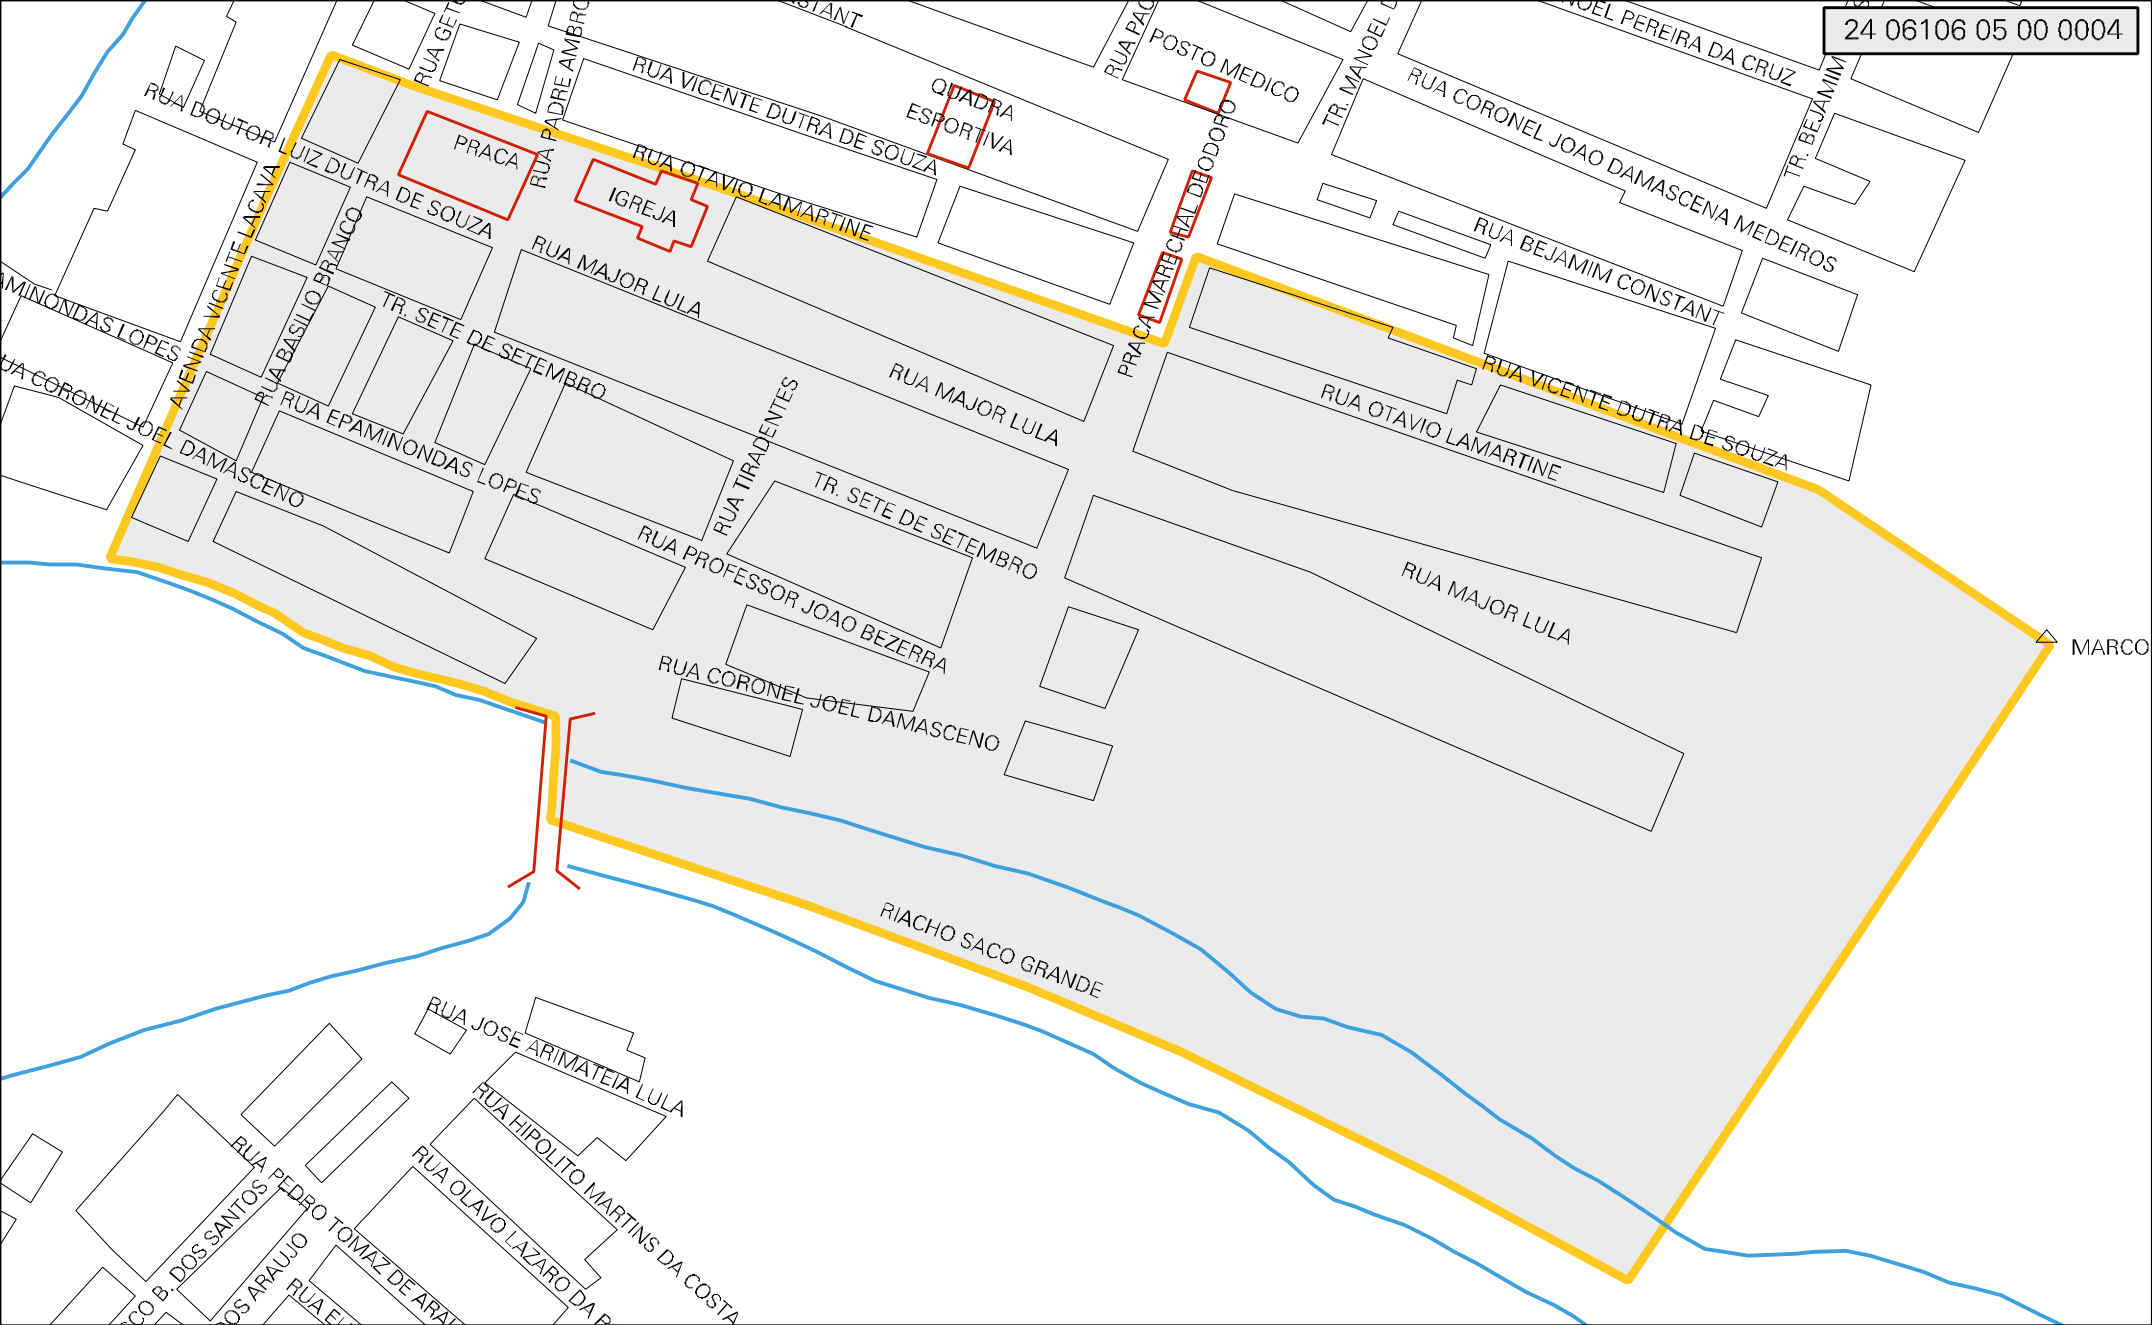 24 06106 05 00 0004
RUA VICENTE DUTRA DE SOUZA
QUADRA
ESPORTIVA
POSTO MEDICO
RUA CORONEL JOAO DAMASCENA MEDEIROS
PEREIRA DA CRUZ
RUA DOUTOR LUIZ DUTRA DE SOUZA
PRACA
IGREJA
RUA OTAVIO LAMARTINE
PRACA MARECHAL DEODORO
RUA BEJAMIM CONSTANT
AVENIDA VICENTE LACAVA
RUA BASILIO BRANCO
RUA MAJOR LULA
TR. SETE DE SETEMBRO
LOPES
CORONEL JOEL DAMASCENO
RUA EPAMINONDAS LOPES
RUA TIRADENTES
RUA MAJOR LULA
RUA OTAVIO LAMARTINE
RUA VICENTE DUTRA DE SOUZA
TR. SETE DE SETEMBRO
RUA PROFESSOR JOAO BEZERRA
RUA MAJOR LULA
RUA CORONEL JOEL DAMASCENO
MARCO
RIACHO SACO GRANDE
RUA JOSE ARIMATEIA LULA
RUA HIPOLITO MARTINS DA COSTA
RUA OLAVO LAZARO DA
RUA PEDRO TOMAZ DE
B. DOS SANTOS
ARAUJO
RUA
RUA PADRE
TR. MANOEL
TR. BEJAMIM